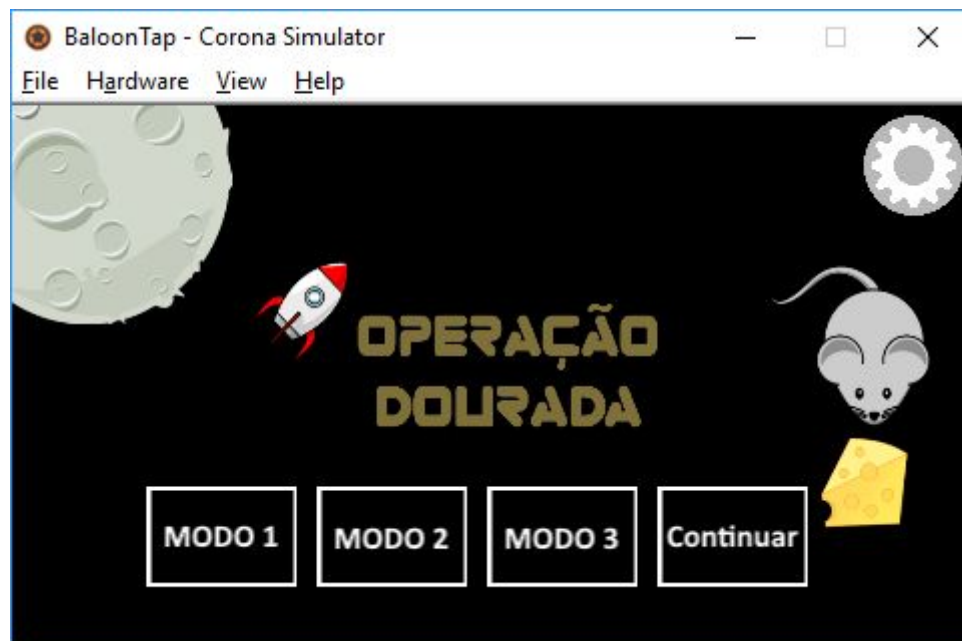 BaloonTap - Corona Simulator
File Hardware View Help
OPERAÇÃO
DOURADA
MODO 1 MODO 2 MODO 3 Continuar